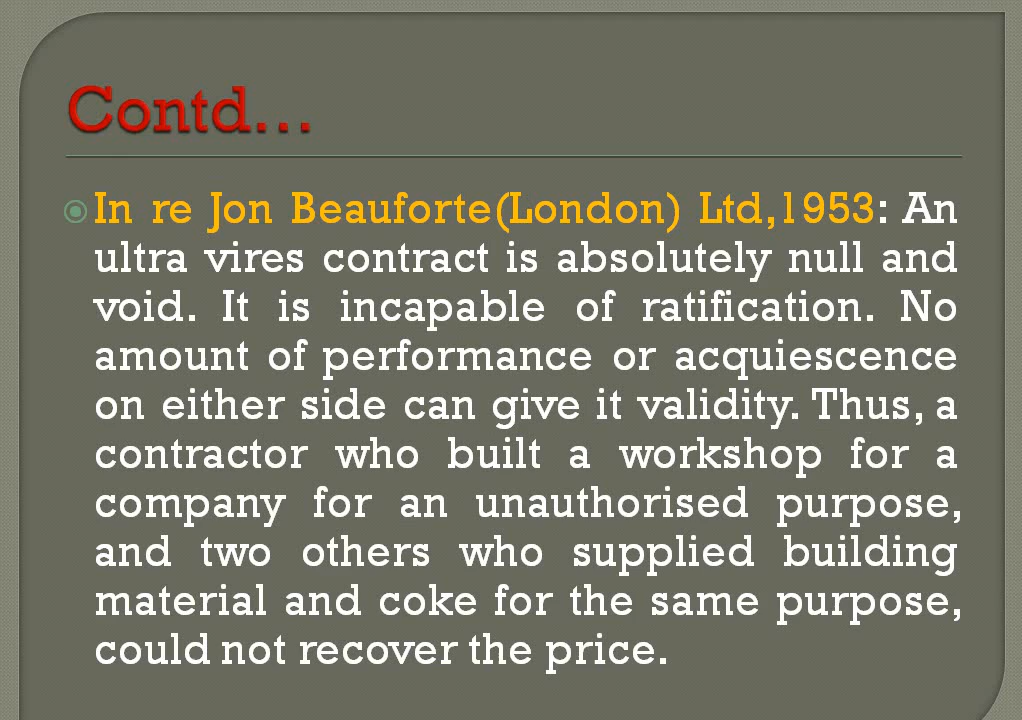 Contd...
In re Jon Beauforte(London) Ltd,1953: An
ultra vires contract is absolutely null and
void. It is incapable of ratification. No
amount of performance or acquiescence
on either side can give it validity. Thus, a
contractor who built a workshop for a
company for an unauthorised purpose,
and two others who supplied building
material and coke for the same purpose,
could not recover the price.